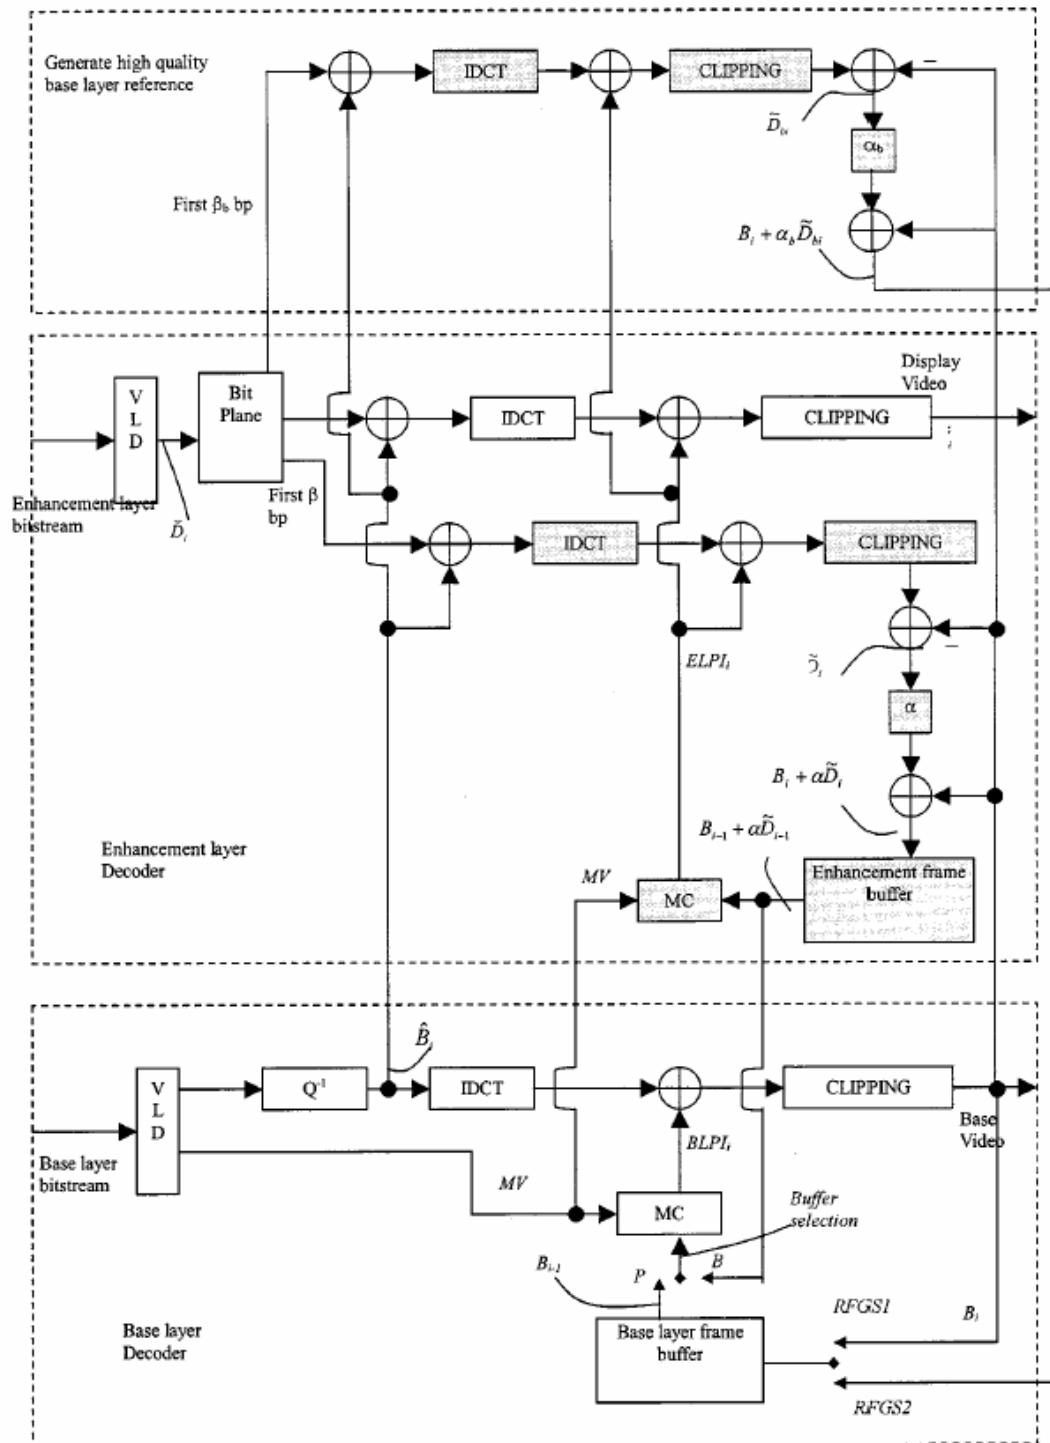 Generate high quality
base layer reference
IDCT
CLIPPING
−
D̃bi
αb
First βb bp
Bi + αb D̃bi
Display
Video
V
L
D
Bit
Plane
IDCT
CLIPPING
Enhancement layer
bitstream
Ďi
First β
bp
IDCT
CLIPPING
−
ELPIi
α
Bi + αD̃i
Bi−1 + αD̃i−1
Enhancement layer
Decoder
MV
MC
Enhancement frame
buffer
B̂i
V
L
D
Q-1
IDCT
CLIPPING
Base
Video
Base layer
bitstream
BLPIi
MV
MC
Buffer
selection
Bi-1
P
B
RFGS1
Bi
Base layer
Decoder
Base layer frame
buffer
RFGS2